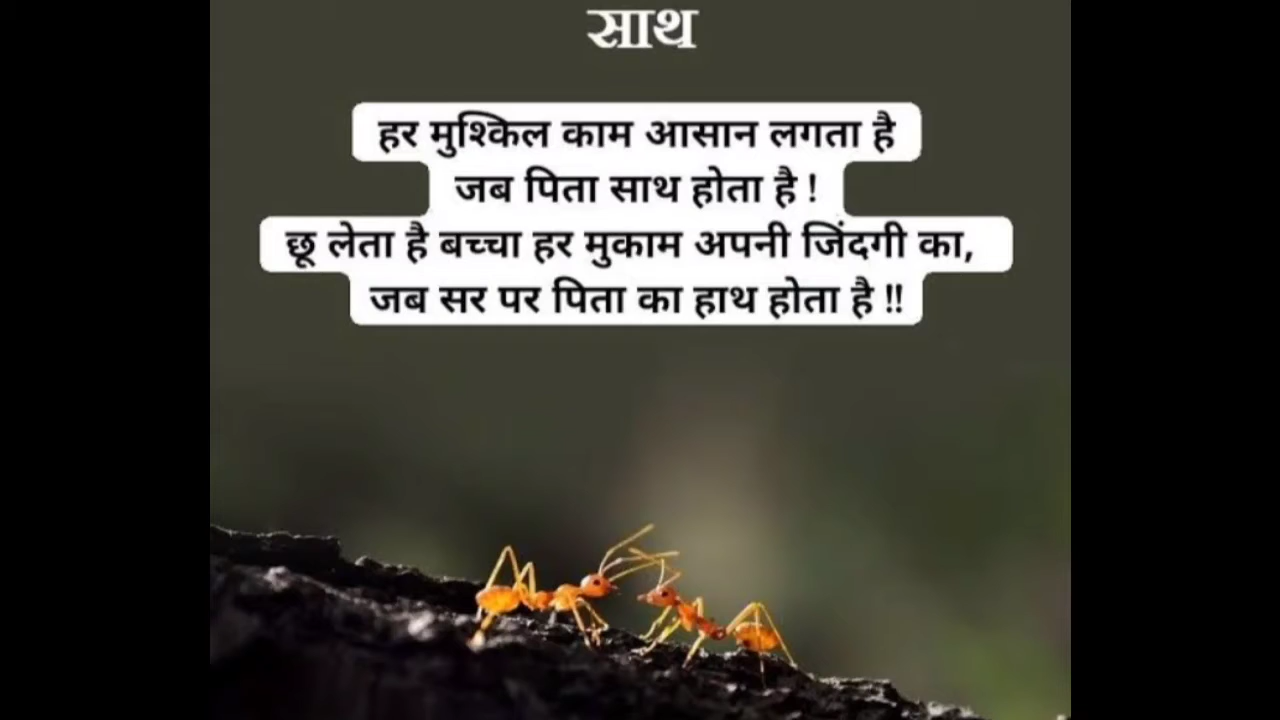 साथ
हर मुश्किल काम आसान लगता है
जब पिता साथ होता है !
छू लेता है बच्चा हर मुकाम अपनी जिंदगी का,
जब सर पर पिता का हाथ होता है !!